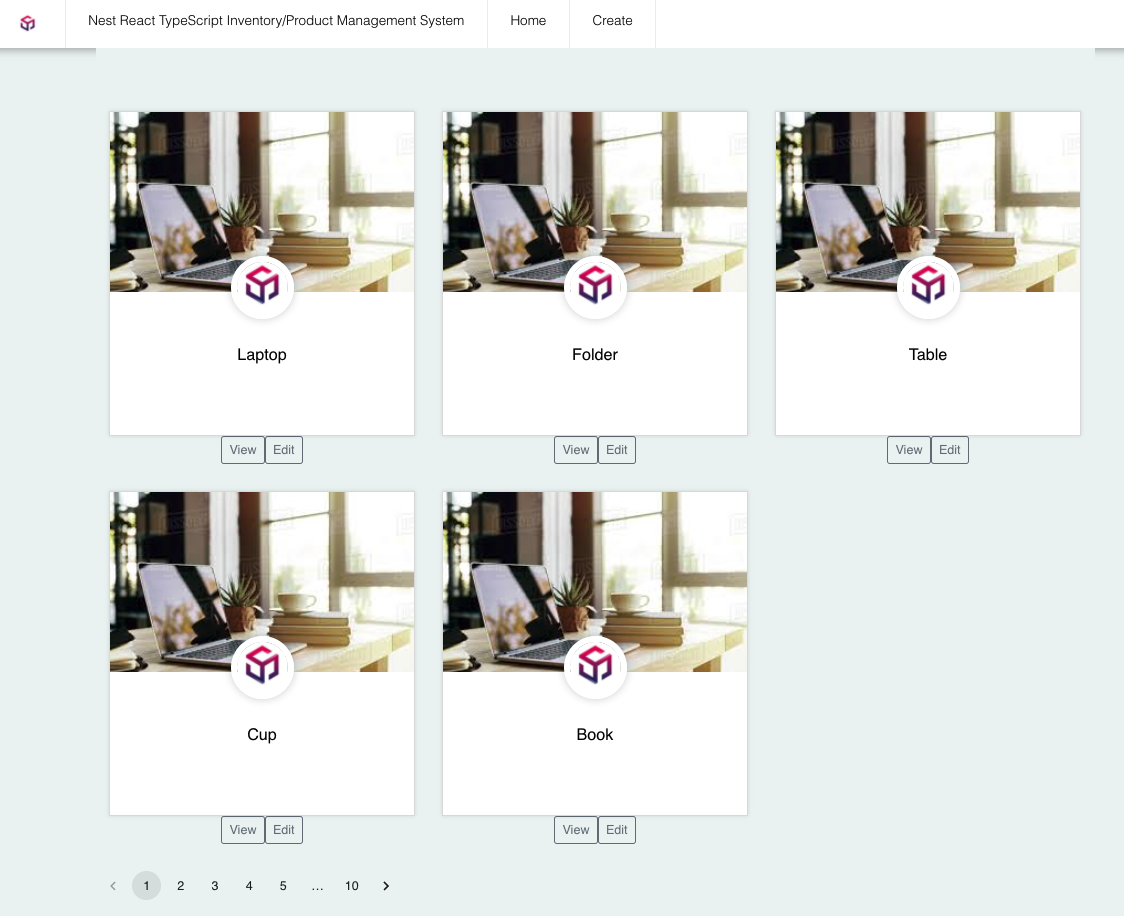 Nest React TypeScript Inventory/Product Management System Home Create
Laptop Folder Table
View Edit View Edit View Edit
Cup Book
View Edit View Edit
‹ 1 2 3 4 5 … 10 ›